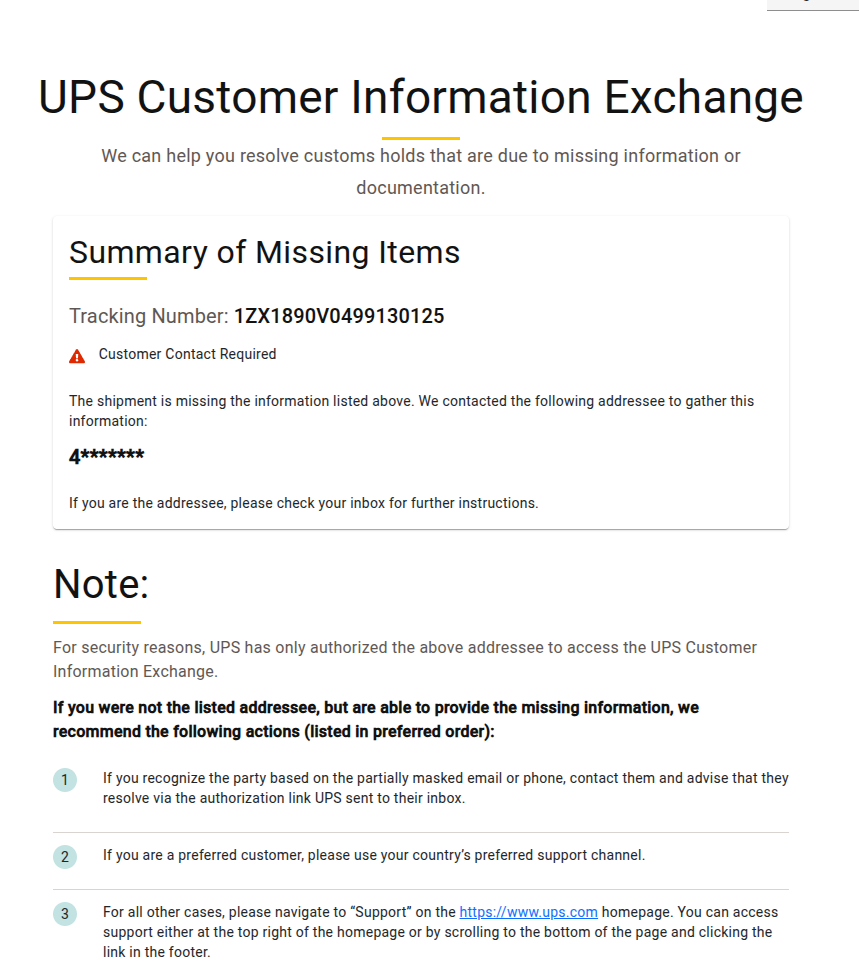 UPS Customer Information Exchange
We can help you resolve customs holds that are due to missing information or
documentation.
Summary of Missing Items
Tracking Number: 1ZX1890V0499130125
Customer Contact Required
The shipment is missing the information listed above. We contacted the following addressee to gather this
information:
4*******
If you are the addressee, please check your inbox for further instructions.
Note:
For security reasons, UPS has only authorized the above addressee to access the UPS Customer
Information Exchange.
If you were not the listed addressee, but are able to provide the missing information, we
recommend the following actions (listed in preferred order):
1 If you recognize the party based on the partially masked email or phone, contact them and advise that they
resolve via the authorization link UPS sent to their inbox.
2 If you are a preferred customer, please use your country’s preferred support channel.
3 For all other cases, please navigate to “Support” on the https://www.ups.com homepage. You can access
support either at the top right of the homepage or by scrolling to the bottom of the page and clicking the
link in the footer.